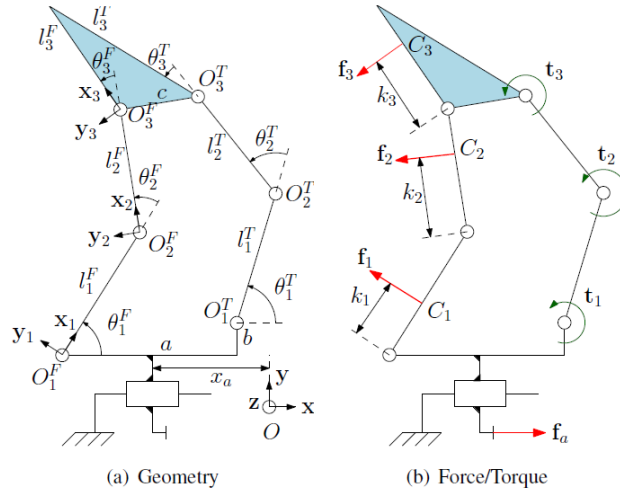 l_3^T
l_3^F
θ_3^F
θ_3^T
x_3
c
O_3^T
O_3^F
y_3
l_2^F
l_2^T
θ_2^T
θ_2^F
x_2
O_2^T
y_2
O_2^F
l_1^F
l_1^T
θ_1^T
O_1^T
x_1
y_1
θ_1^F
a
b
O_1^F
x_a
y
z
x
O
(a) Geometry
C_3
f_3
t_3
k_3
C_2
f_2
t_2
k_2
f_1
k_1
C_1
t_1
f_a
(b) Force/Torque